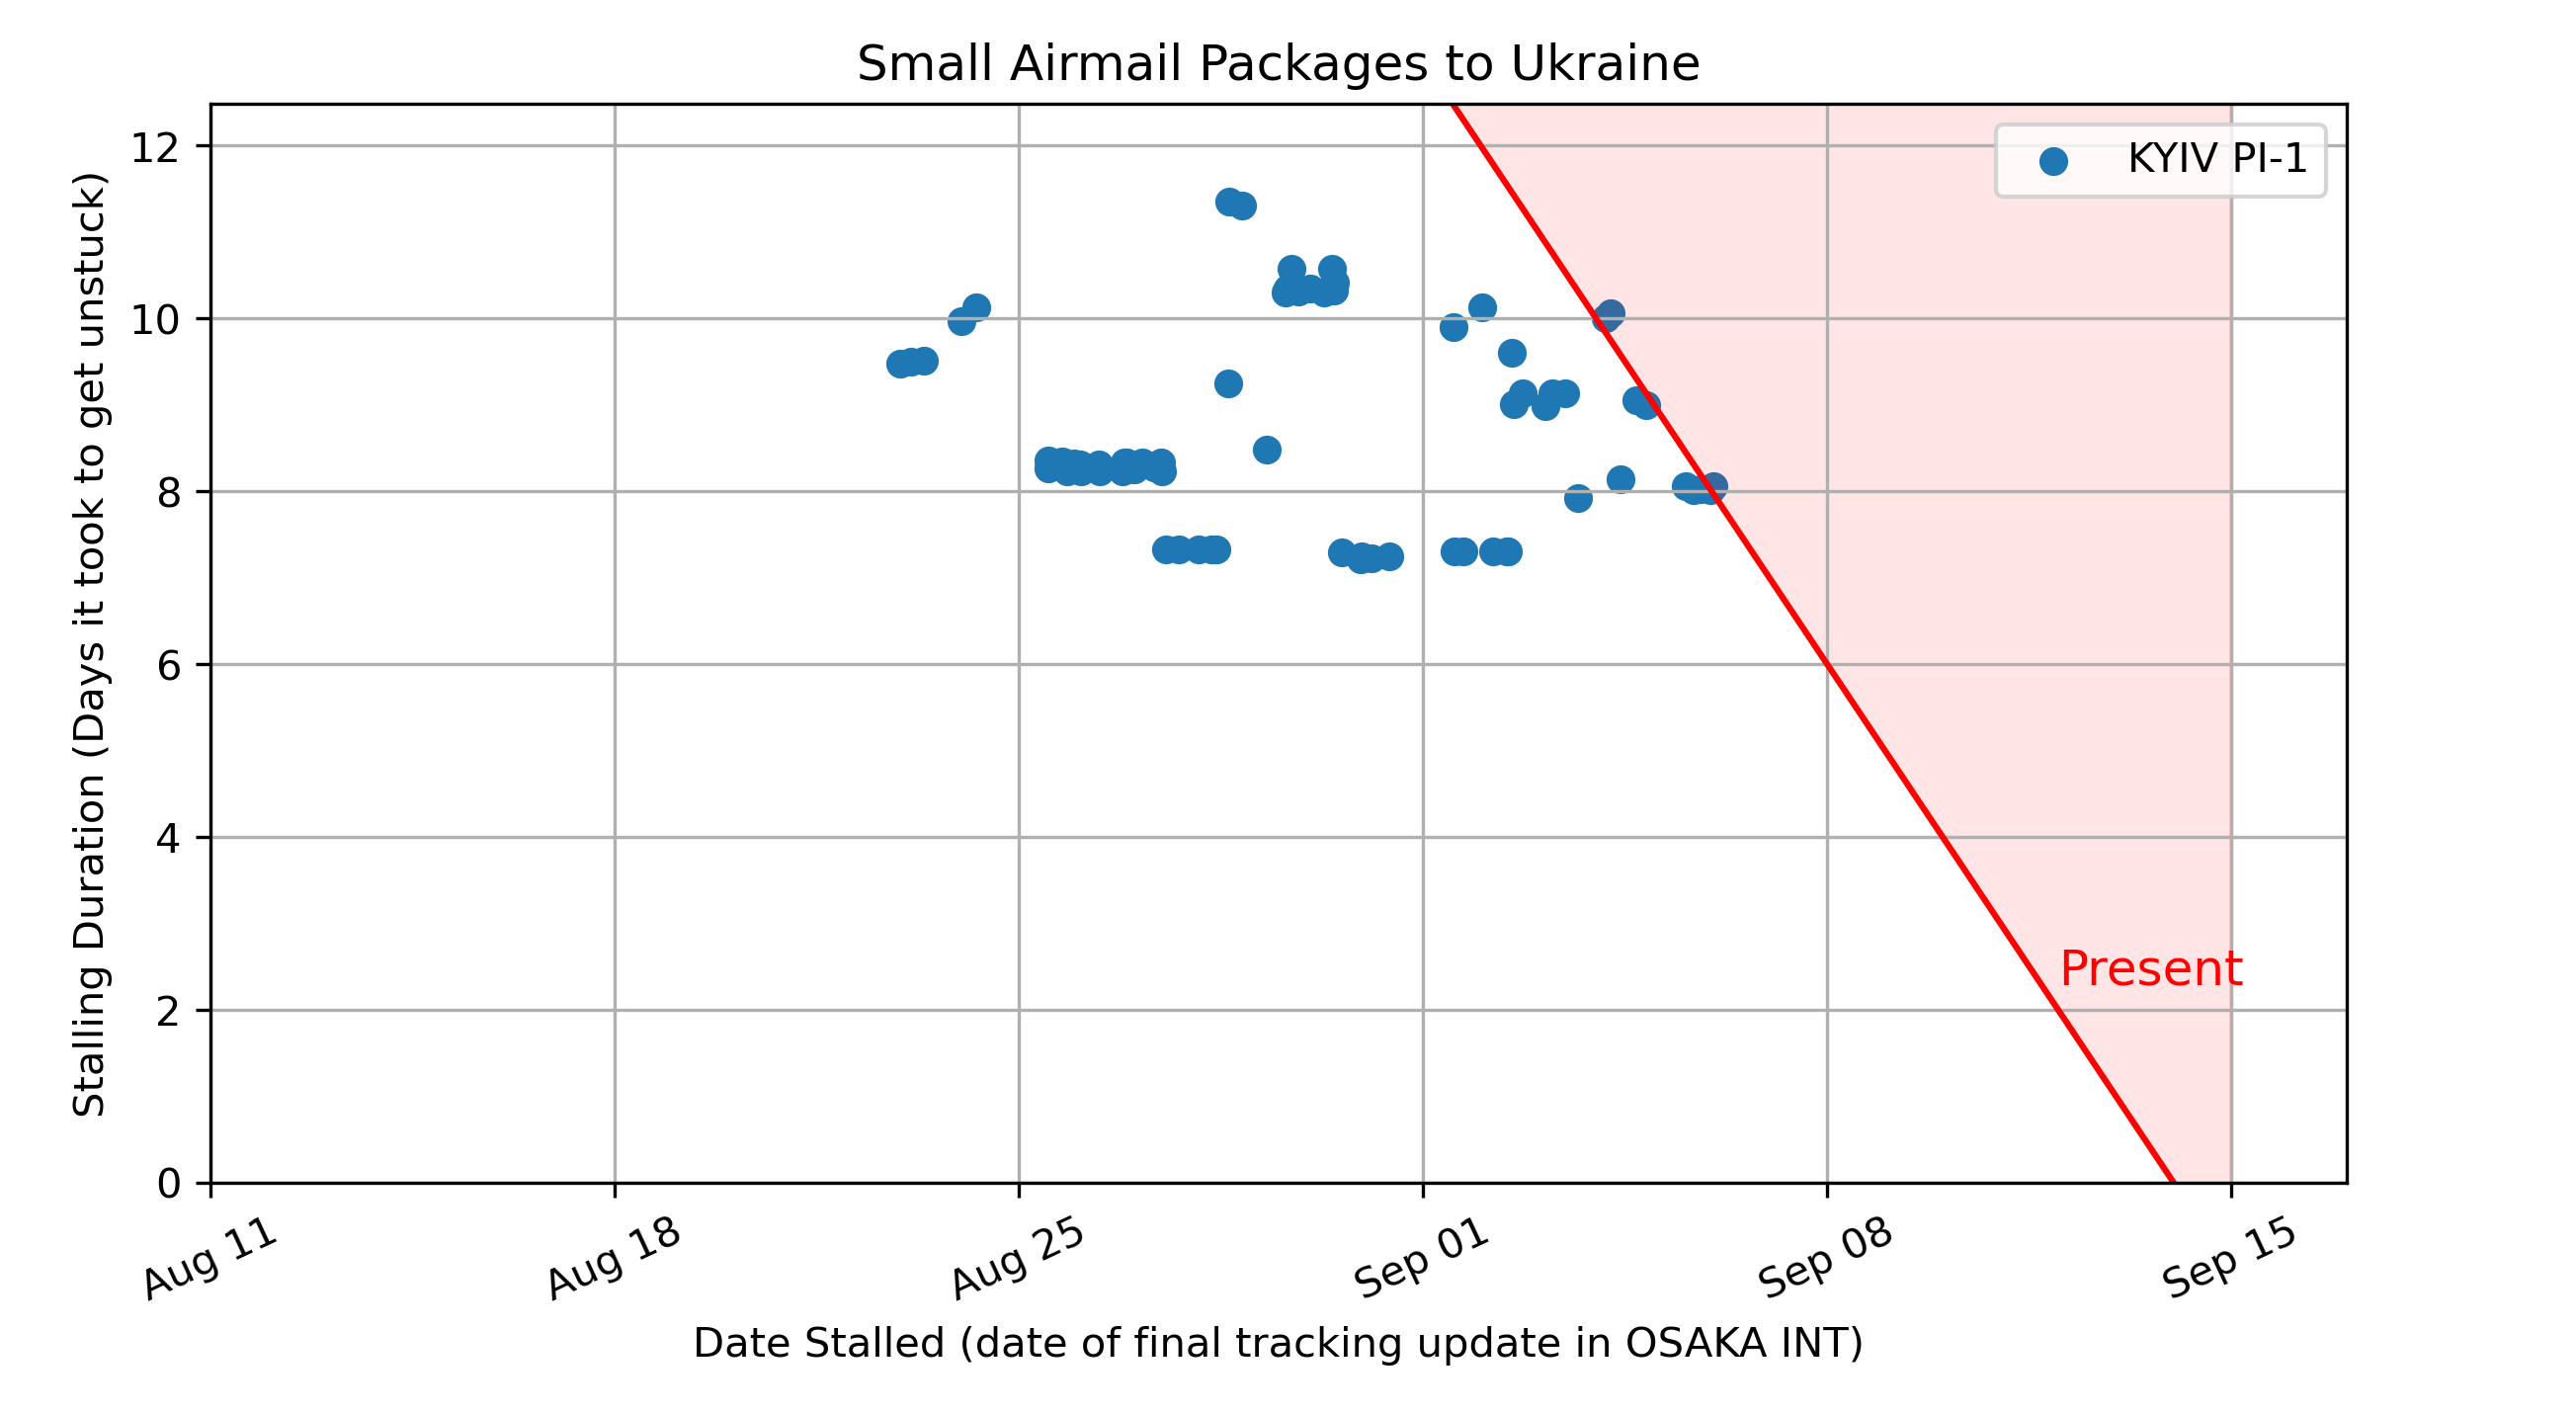 Small Airmail Packages to Ukraine
KYIV PI-1
Stalling Duration (Days it took to get unstuck)
12
10
8
6
4
2
0
Present
Aug 11
Aug 18
Aug 25
Sep 01
Sep 08
Sep 15
Date Stalled (date of final tracking update in OSAKA INT)